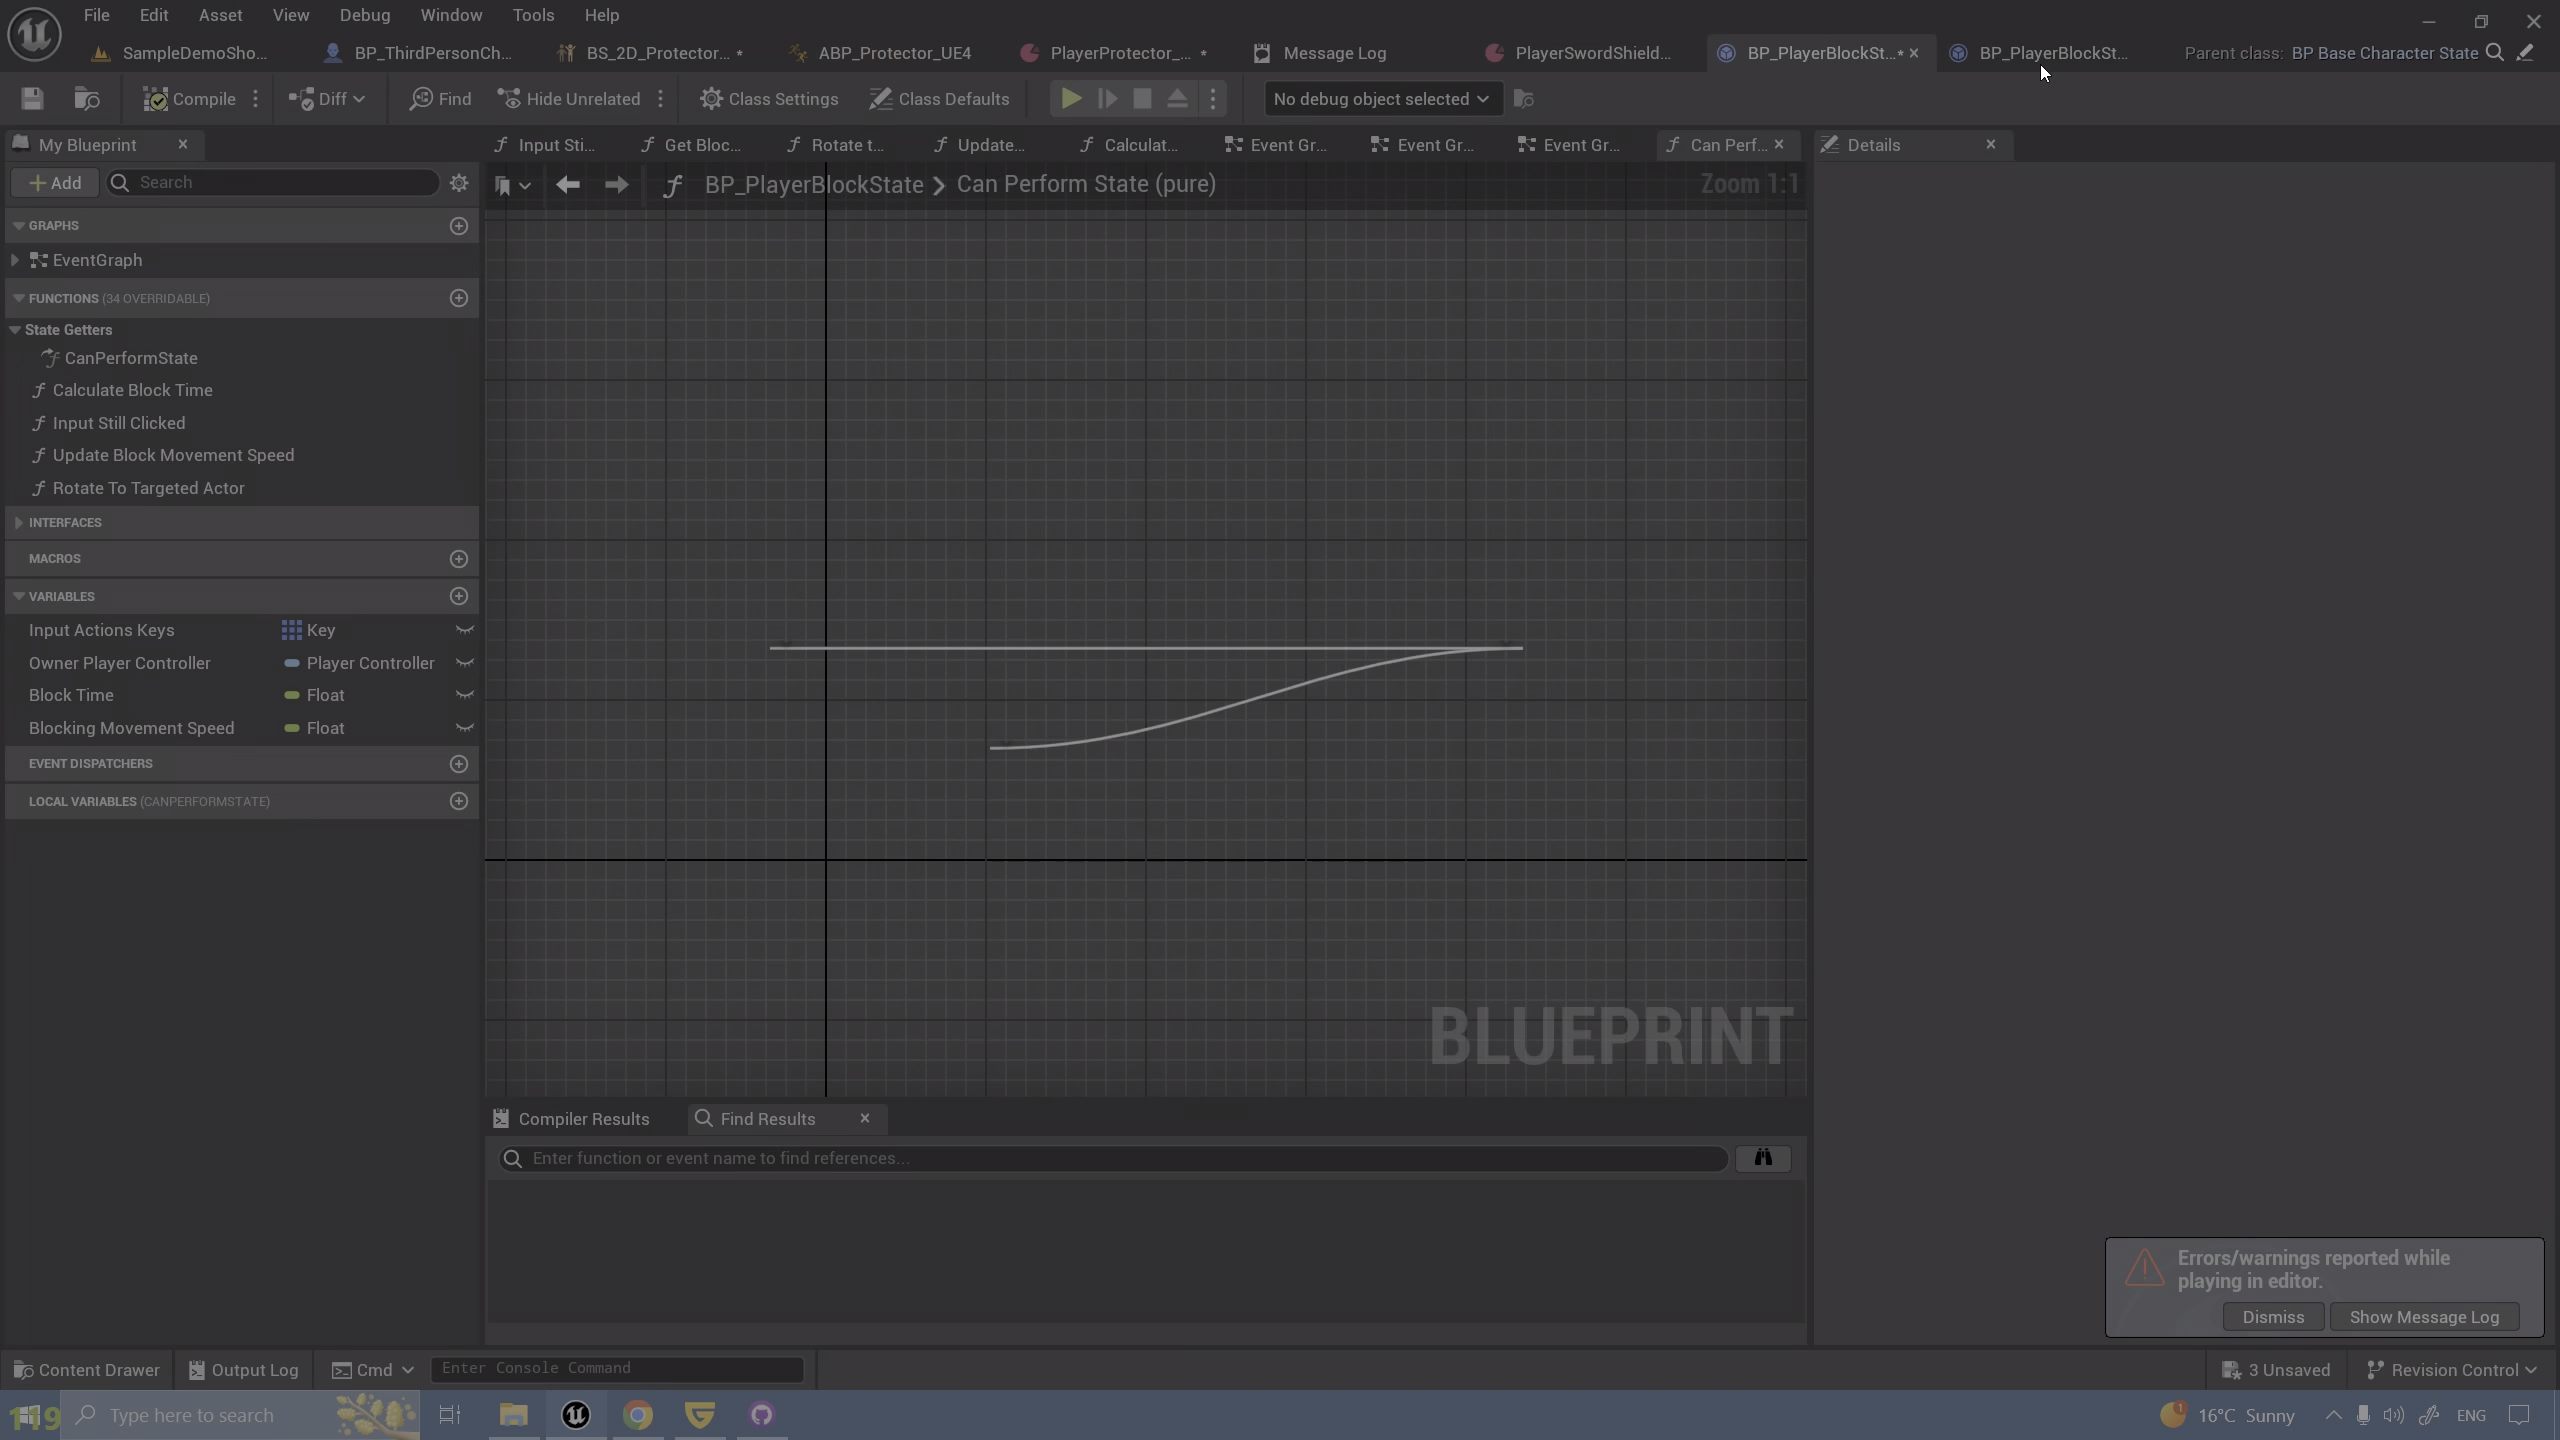 File Edit Asset View Debug Window Tools Help
SampleDemoSho... BP_ThirdPersonCh... BS_2D_Protector... * ABP_Protector_UE4 PlayerProtector_... * Message Log PlayerSwordShield... BP_PlayerBlockSt... * BP_PlayerBlockSt... Parent class: BP Base Character State
Compile Diff Find Hide Unrelated Class Settings Class Defaults No debug object selected
My Blueprint Input Sti... Get Bloc... Rotate t... Update... Calculat... Event Gr... Event Gr... Event Gr... Can Perf... Details
+ Add Search BP_PlayerBlockState > Can Perform State (pure) Zoom 1:1
GRAPHS
EventGraph
FUNCTIONS (34 OVERRIDABLE)
State Getters
CanPerformState
Calculate Block Time
Input Still Clicked
Update Block Movement Speed
Rotate To Targeted Actor
INTERFACES
MACROS
VARIABLES
Input Actions Keys Key
Owner Player Controller Player Controller
Block Time Float
Blocking Movement Speed Float
EVENT DISPATCHERS
LOCAL VARIABLES (CANPERFORMSTATE)
BLUEPRINT
Compiler Results Find Results
Enter function or event name to find references...
Errors/warnings reported while
playing in editor.
Dismiss Show Message Log
Content Drawer Output Log Cmd Enter Console Command 3 Unsaved Revision Control
119 Type here to search 1 16°C Sunny ENG